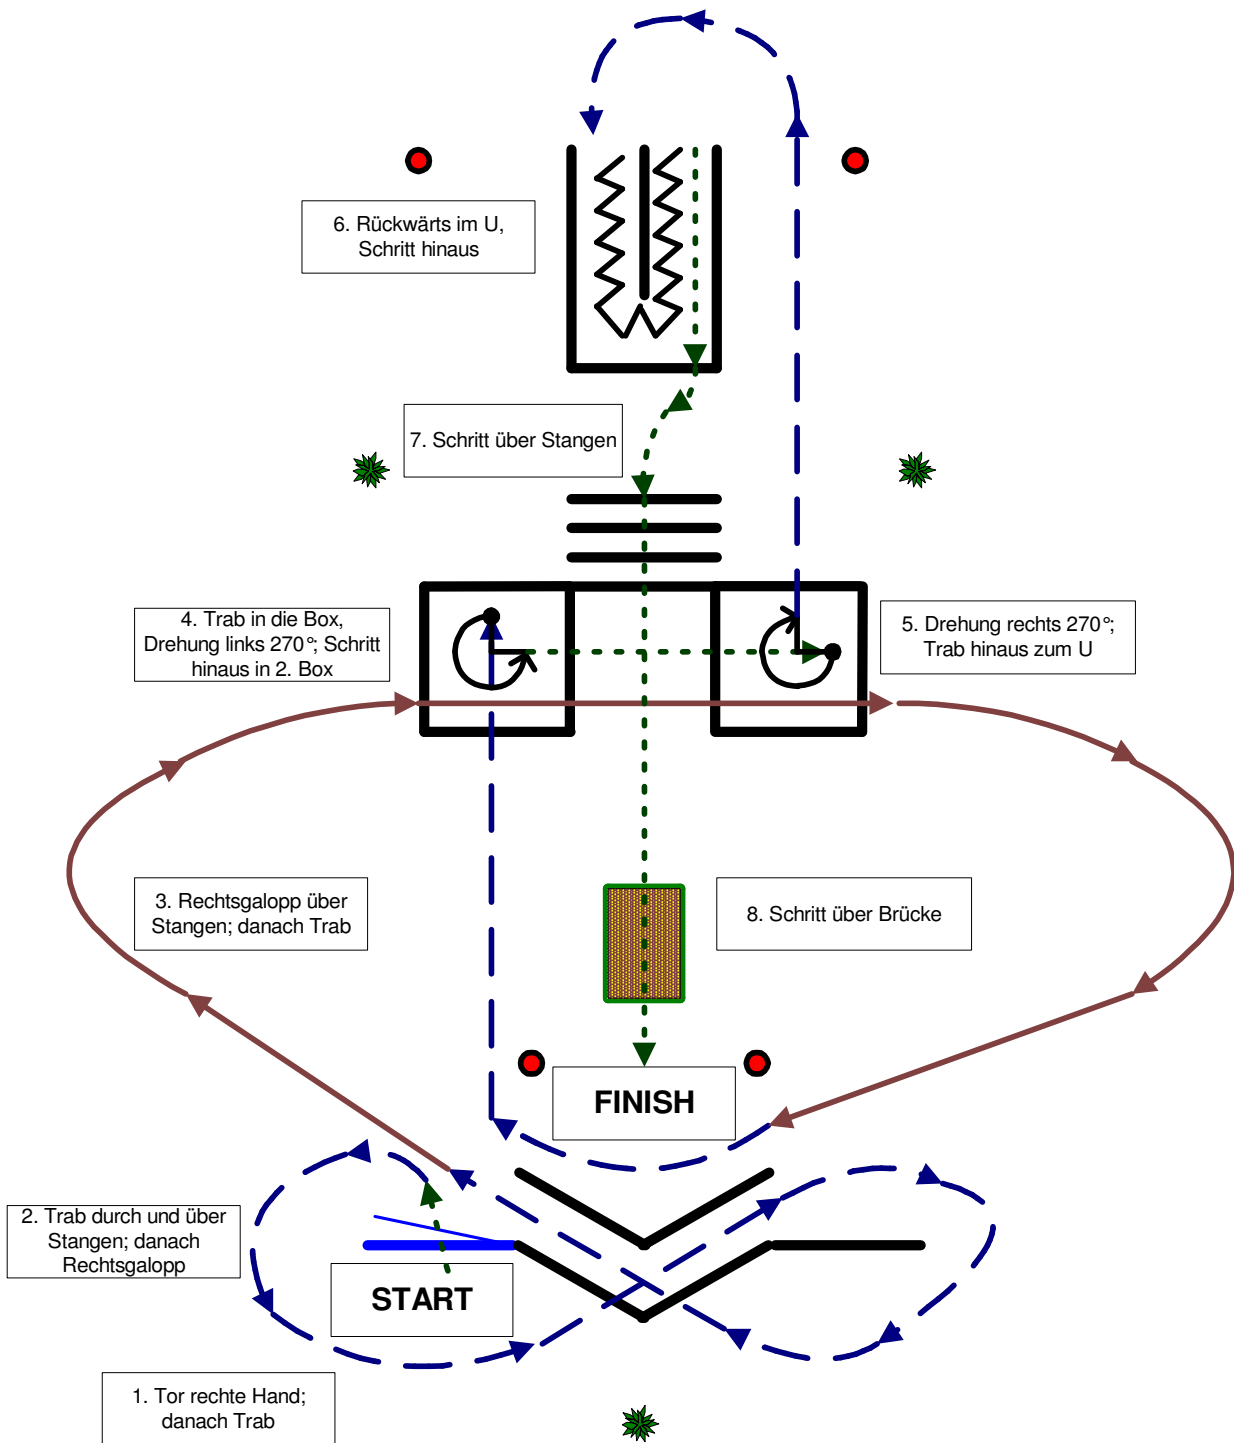 6. Rückwärts im U,
Schritt hinaus
7. Schritt über Stangen
4. Trab in die Box,
Drehung links 270°; Schritt
hinaus in 2. Box
5. Drehung rechts 270°;
Trab hinaus zum U
3. Rechtsgalopp über
Stangen; danach Trab
8. Schritt über Brücke
FINISH
2. Trab durch und über
Stangen; danach
Rechtsgalopp
START
1. Tor rechte Hand;
danach Trab